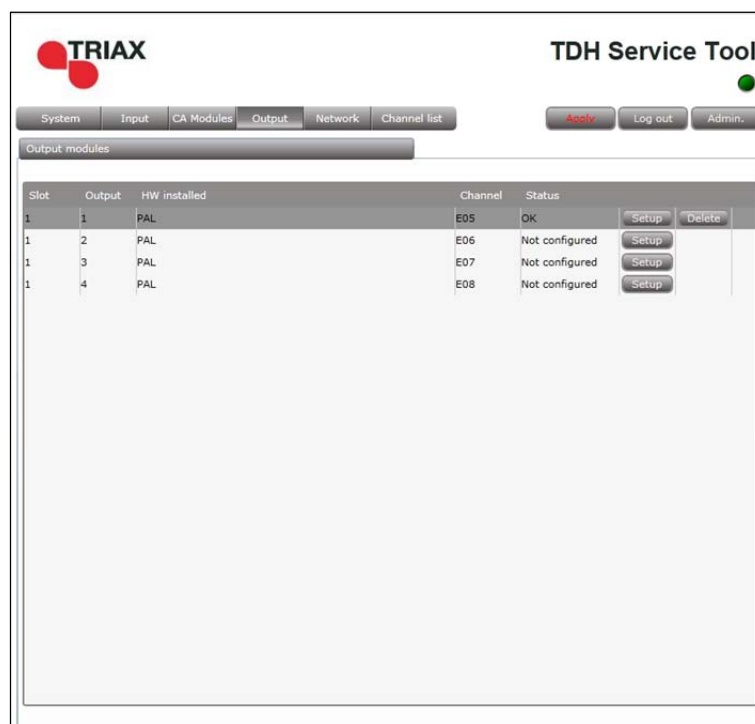 TRIAX
TDH Service Tool
System Input CA Modules Output Network Channel list Apply Log out Admin.
Output modules
Slot Output HW installed Channel Status
1 1 PAL E05 OK Setup Delete
1 2 PAL E06 Not configured Setup
1 3 PAL E07 Not configured Setup
1 4 PAL E08 Not configured Setup